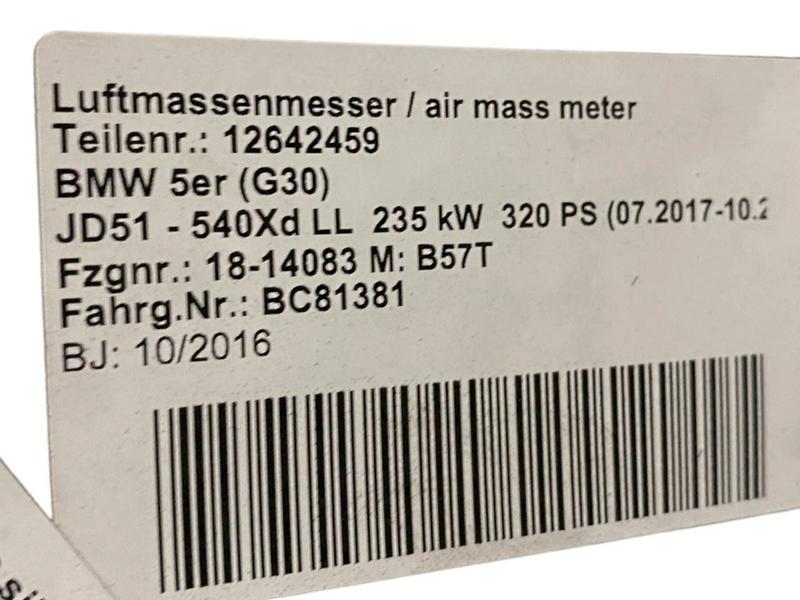 Luftmassenmesser / air mass meter
Teilenr.: 12642459
BMW 5er (G30)
JD51 - 540Xd LL 235 kW 320 PS (07.2017-10.2
Fzgnr.: 18-14083 M: B57T
Fahrg.Nr.: BC81381
BJ: 10/2016